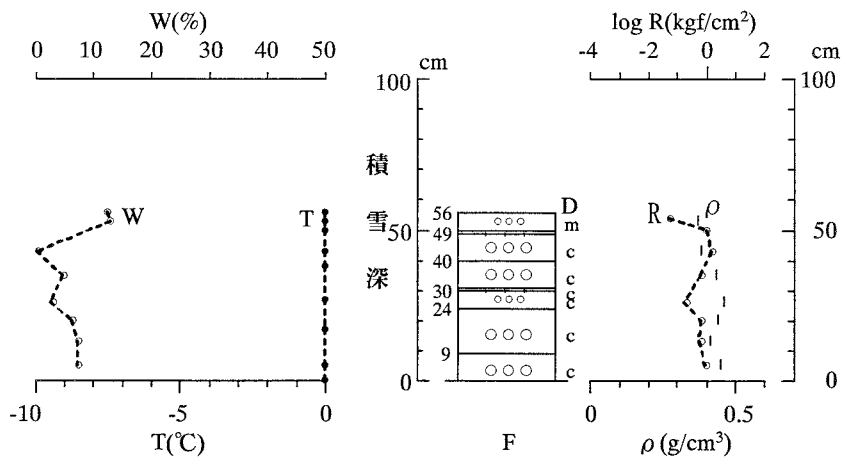 W(%)
0 10 20 30 40 50
log R(kgf/cm²)
-4 -2 0 2
cm
cm
100
100
積雪深
W
T
D
R
ρ
56
m
49
50
50
c
40
c
30
c
c
24
c
9
c
0
0
-10 -5 0
0 0.5
T(℃)
F
ρ (g/cm³)